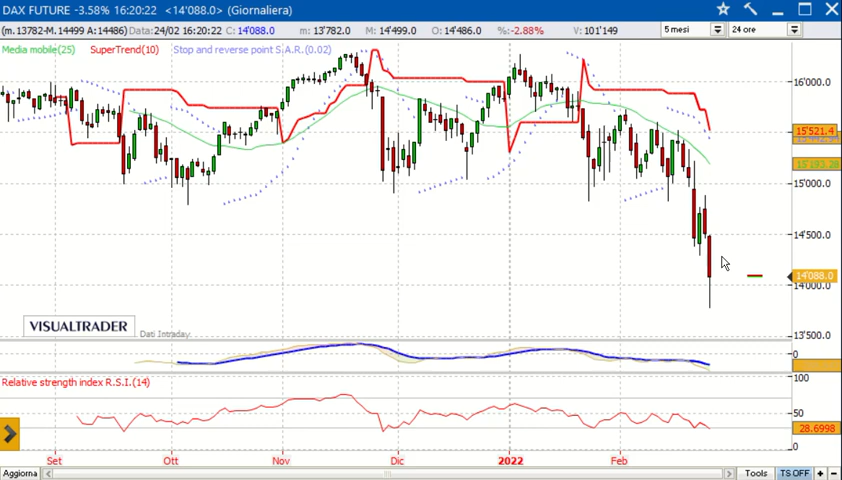 DAX FUTURE -3.58% 16:20:22 <14'088.0> (Giornaliera)
(m.13782-M.14499 A:14486) Data: 24/02 16:20:22 C: 14'088.0 m: 13'782.0 M: 14'499.0 O: 14'486.0 %: -2.88% V: 101'149 5 mesi 24 ore
Media mobile(25) SuperTrend(10) Stop and reverse point S.A.R.(0.02)
16'000.0
15'521.4
15'193.20
15'000.0
14'500.0
14'088.0
14'000.0
13'500.0
VISUALTRADER Dati Intraday.
0
Relative strength index R.S.I.(14)
100
50
28.6998
0
Set Ott Nov Dic 2022 Feb
Aggiorna Tools TS OFF + -